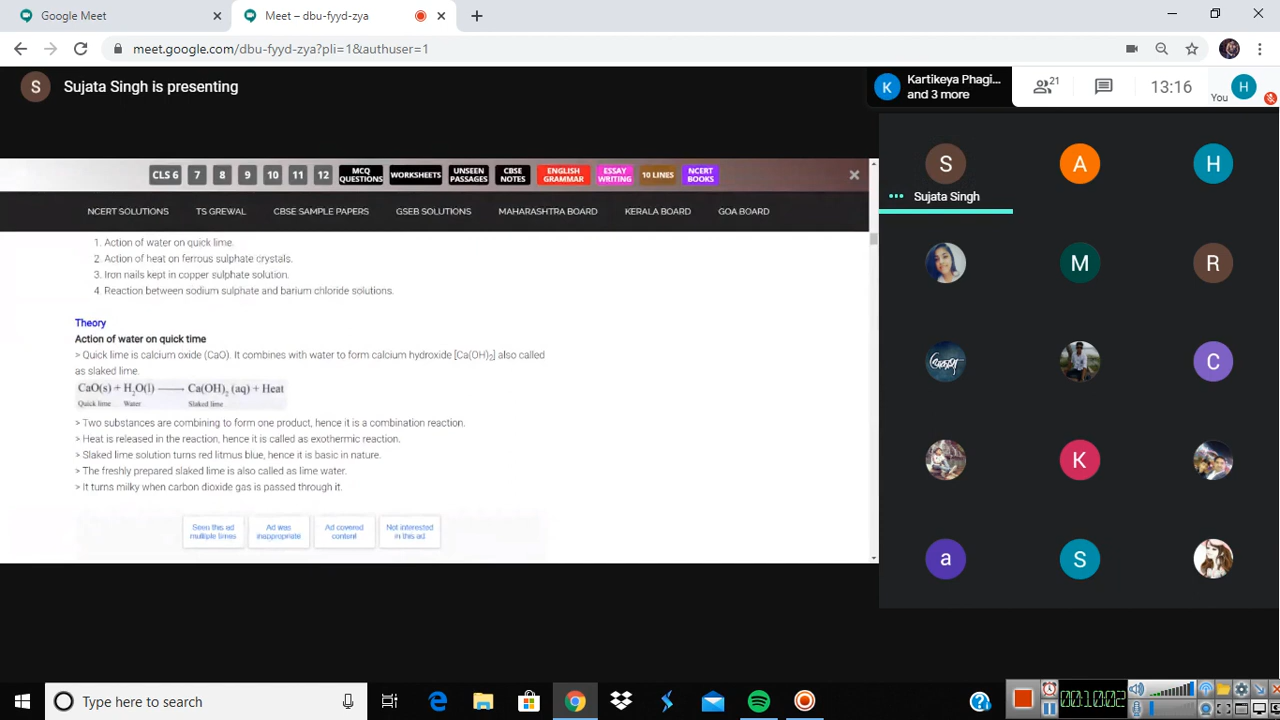 Google Meet
Meet – dbu-fyyd-zya
meet.google.com/dbu-fyyd-zya?pli=1&authuser=1
S
Sujata Singh is presenting
K
Kartikeya Phagi...
and 3 more
21
13:16
You
H
CLS 6 7 8 9 10 11 12 MCQ QUESTIONS WORKSHEETS UNSEEN PASSAGES CBSE NOTES ENGLISH GRAMMAR ESSAY WRITING 10 LINES NCERT BOOKS
NCERT SOLUTIONS TS GREWAL CBSE SAMPLE PAPERS GSEB SOLUTIONS MAHARASHTRA BOARD KERALA BOARD GOA BOARD
1. Action of water on quick lime.
2. Action of heat on ferrous sulphate crystals.
3. Iron nails kept in copper sulphate solution.
4. Reaction between sodium sulphate and barium chloride solutions.
Theory
Action of water on quick time
> Quick lime is calcium oxide (CaO). It combines with water to form calcium hydroxide [Ca(OH)₂] also called
as slaked lime.
CaO(s) + H₂O(l) ⟶ Ca(OH)₂ (aq) + Heat
Quick lime Water Slaked lime
> Two substances are combining to form one product, hence it is a combination reaction.
> Heat is released in the reaction, hence it is called as exothermic reaction.
> Slaked lime solution turns red litmus blue, hence it is basic in nature.
> The freshly prepared slaked lime is also called as lime water.
> It turns milky when carbon dioxide gas is passed through it.
Seen this ad multiple times
Ad was inappropriate
Ad covered content
Not interested in this ad
S A H
Sujata Singh
M R
C
K
a S
Type here to search
00:10:02